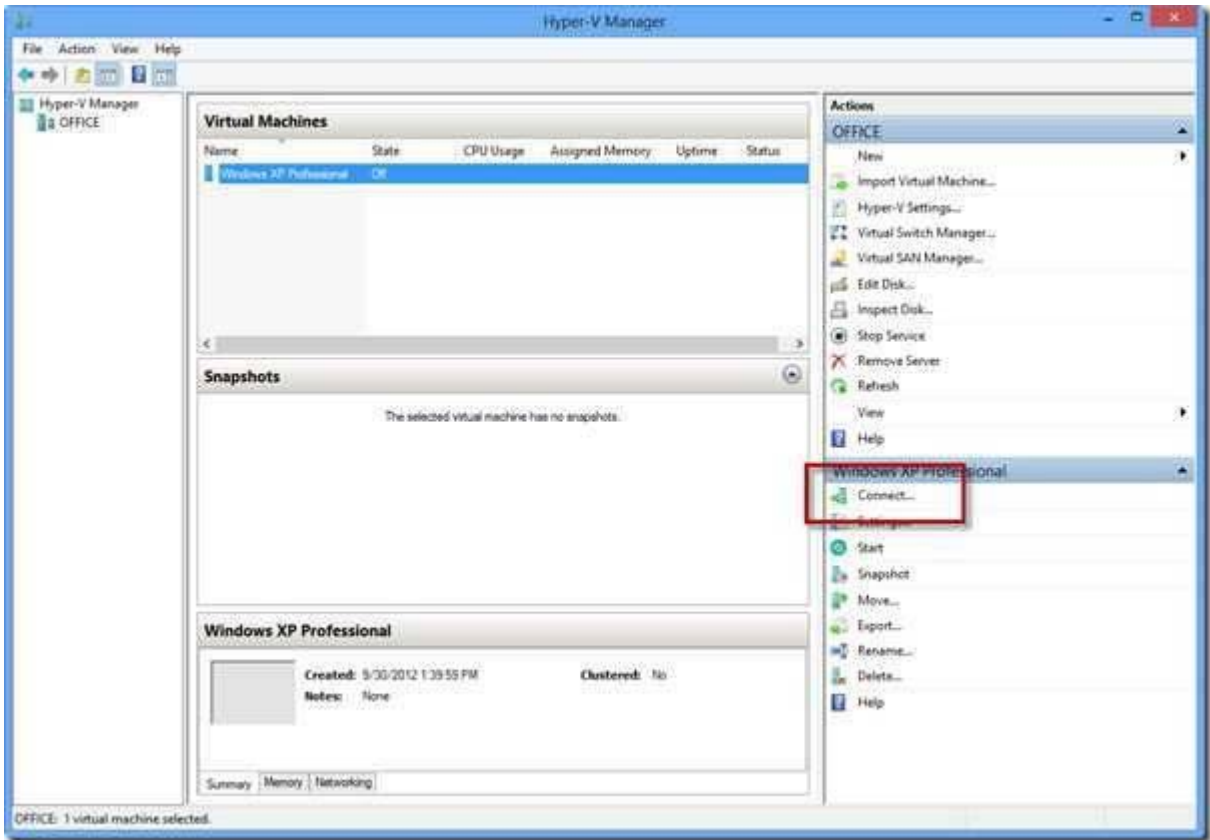 Hyper-V Manager
File Action View Help
Hyper-V Manager
OFFICE
Virtual Machines
Name State CPU Usage Assigned Memory Uptime Status
Windows XP Professional Off
Snapshots
The selected virtual machine has no snapshots.
Windows XP Professional
Created: 9/30/2012 1:39:55 PM Clustered: No
Notes: None
Summary Memory Networking
Actions
OFFICE
New
Import Virtual Machine...
Hyper-V Settings...
Virtual Switch Manager...
Virtual SAN Manager...
Edit Disk...
Inspect Disk...
Stop Service
Remove Server
Refresh
View
Help
Windows XP Professional
Connect...
Settings...
Start
Snapshot
Move...
Export...
Rename...
Delete...
Help
OFFICE: 1 virtual machine selected.